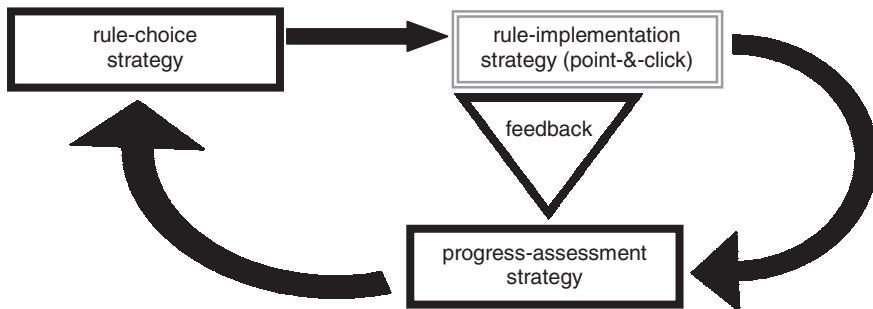 rule-choice
strategy
rule-implementation
strategy (point-&-click)
feedback
progress-assessment
strategy